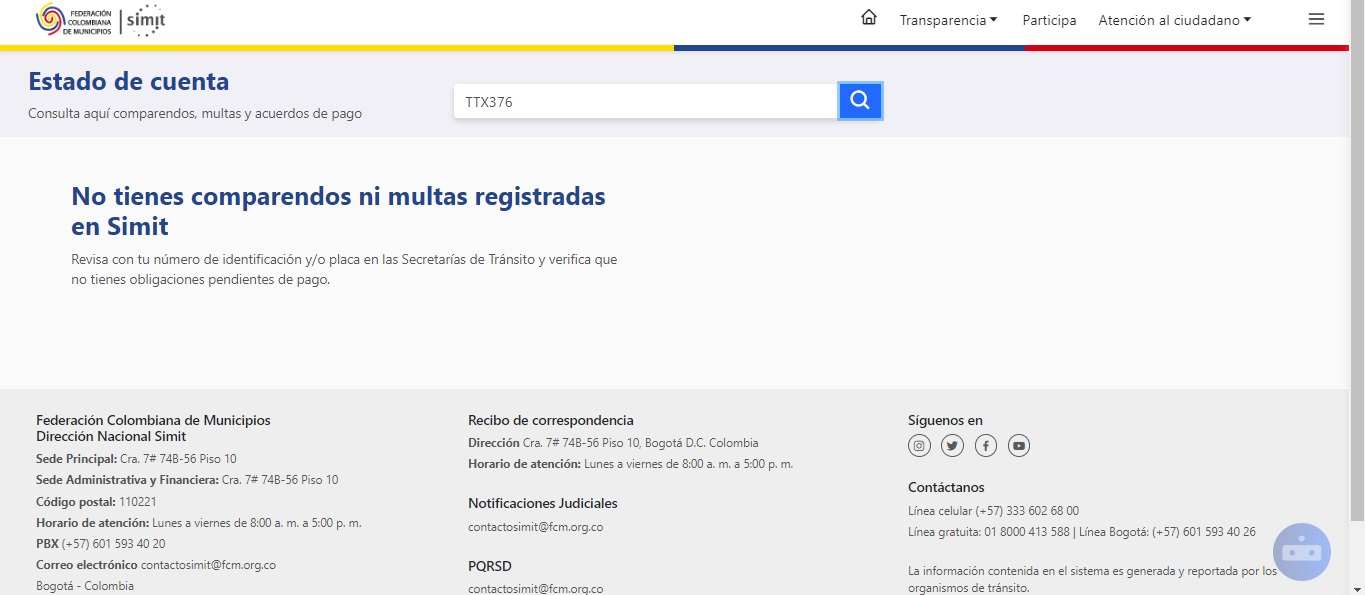 FEDERACIÓN
COLOMBIANA
DE MUNICIPIOS
simit
Transparencia
Participa
Atención al ciudadano
Estado de cuenta
Consulta aquí comparendos, multas y acuerdos de pago
TTX376
No tienes comparendos ni multas registradas
en Simit
Revisa con tu número de identificación y/o placa en las Secretarías de Tránsito y verifica que
no tienes obligaciones pendientes de pago.
Federación Colombiana de Municipios
Dirección Nacional Simit
Sede Principal: Cra. 7# 74B-56 Piso 10
Sede Administrativa y Financiera: Cra. 7# 74B-56 Piso 10
Código postal: 110221
Horario de atención: Lunes a viernes de 8:00 a. m. a 5:00 p. m.
PBX (+57) 601 593 40 20
Correo electrónico contactosimit@fcm.org.co
Bogotá - Colombia
Recibo de correspondencia
Dirección Cra. 7# 74B-56 Piso 10, Bogotá D.C. Colombia
Horario de atención: Lunes a viernes de 8:00 a. m. a 5:00 p. m.
Notificaciones Judiciales
contactosimit@fcm.org.co
PQRSD
contactosimit@fcm.org.co
Síguenos en
Contáctanos
Línea celular (+57) 333 602 68 00
Línea gratuita: 01 8000 413 588 | Línea Bogotá: (+57) 601 593 40 26
La información contenida en el sistema es generada y reportada por los
organismos de tránsito.